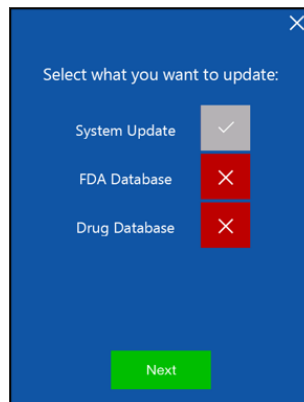 Select what you want to update:
System Update
FDA Database
Drug Database
Next